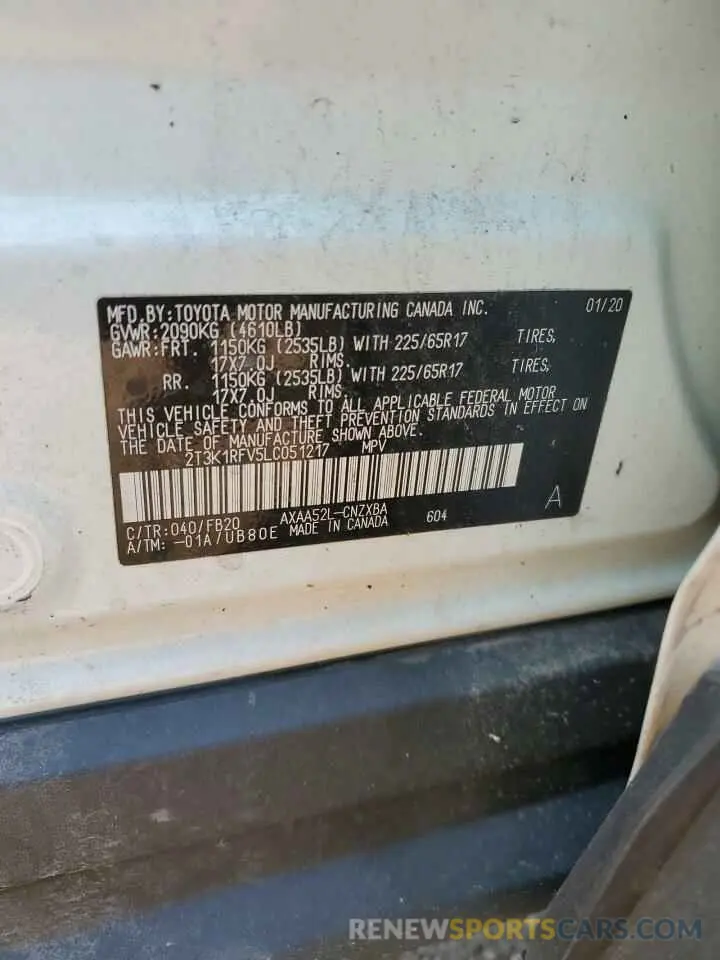 MFD.BY:TOYOTA MOTOR MANUFACTURING CANADA INC. 01/20
GVWR:2090KG (4610LB)
GAWR:FRT. 1150KG (2535LB) WITH 225/65R17 TIRES,
17X7.0J RIMS.
RR. 1150KG (2535LB) WITH 225/65R17 TIRES,
17X7.0J RIMS.
THIS VEHICLE CONFORMS TO ALL APPLICABLE FEDERAL MOTOR
VEHICLE SAFETY AND THEFT PREVENTION STANDARDS IN EFFECT ON
THE DATE OF MANUFACTURE SHOWN ABOVE.
2T3K1RFV5LC051217 MPV
C/TR:040/FB20 AXAA52L-CNZXBA 604 A
A/TM:-01A/UB80E MADE IN CANADA
RENEWSPORTSCARS.COM